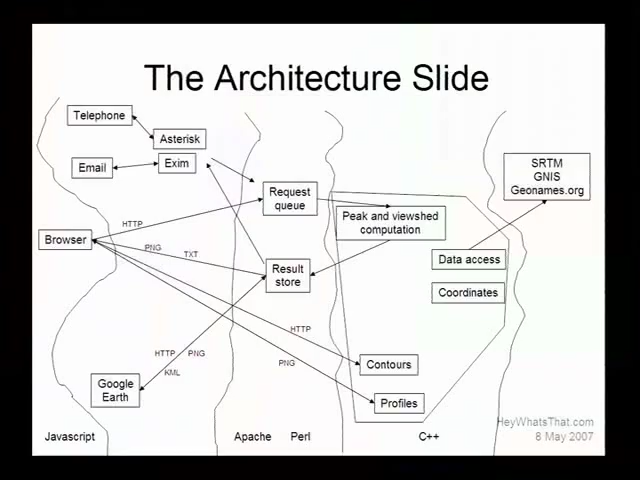 The Architecture Slide
Telephone
Asterisk
Email
Exim
SRTM
GNIS
Geonames.org
Request
queue
Peak and viewshed
computation
HTTP
Browser
PNG
TXT
Data access
Result
store
Coordinates
HTTP
HTTP
PNG
PNG
KML
Contours
Google
Earth
Profiles
HeyWhatsThat.com
8 May 2007
Javascript
Apache
Perl
C++